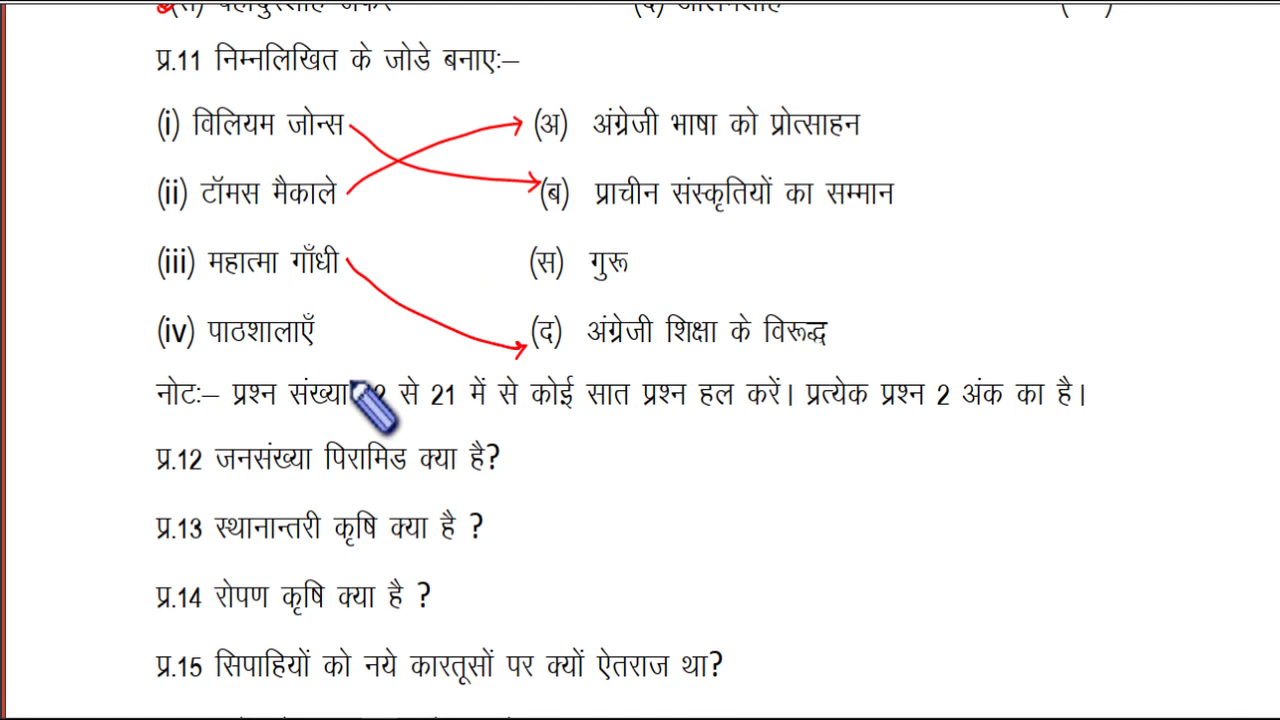 प्र.11 निम्नलिखित के जोडे बनाएः–
(i) विलियम जोन्स (अ) अंग्रेजी भाषा को प्रोत्साहन
(ii) टॉमस मैकाले (ब) प्राचीन संस्कृतियों का सम्मान
(iii) महात्मा गाँधी (स) गुरू
(iv) पाठशालाएँ (द) अंग्रेजी शिक्षा के विरूद्ध
नोटः– प्रश्न संख्या से 21 में से कोई सात प्रश्न हल करें। प्रत्येक प्रश्न 2 अंक का है।
प्र.12 जनसंख्या पिरामिड क्या है?
प्र.13 स्थानान्तरी कृषि क्या है ?
प्र.14 रोपण कृषि क्या है ?
प्र.15 सिपाहियों को नये कारतूसों पर क्यों ऐतराज था?